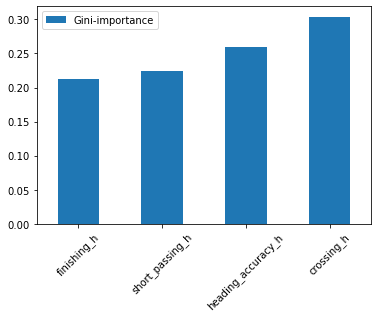 Gini-importance
0.30
0.25
0.20
0.15
0.10
0.05
0.00
finishing_h
short_passing_h
heading_accuracy_h
crossing_h